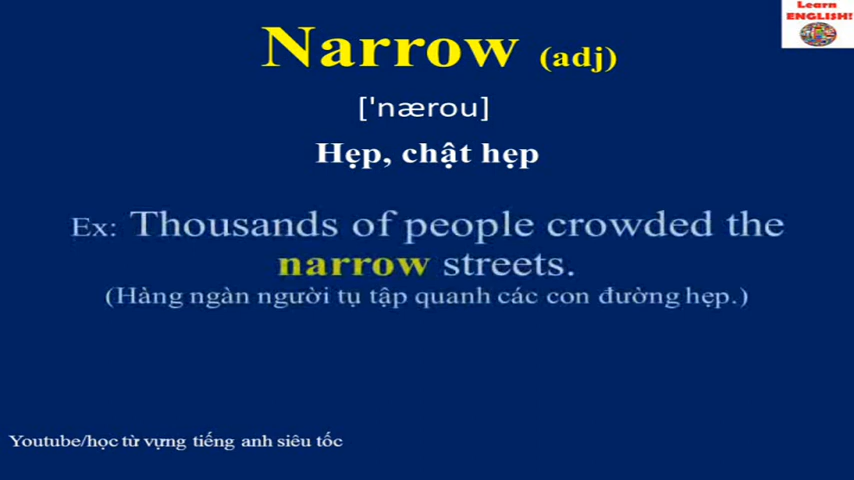 Learn
ENGLISH!
Narrow (adj)
['nærou]
Hẹp, chật hẹp
Ex: Thousands of people crowded the
narrow streets.
(Hàng ngàn người tụ tập quanh các con đường hẹp.)
Youtube/học từ vựng tiếng anh siêu tốc